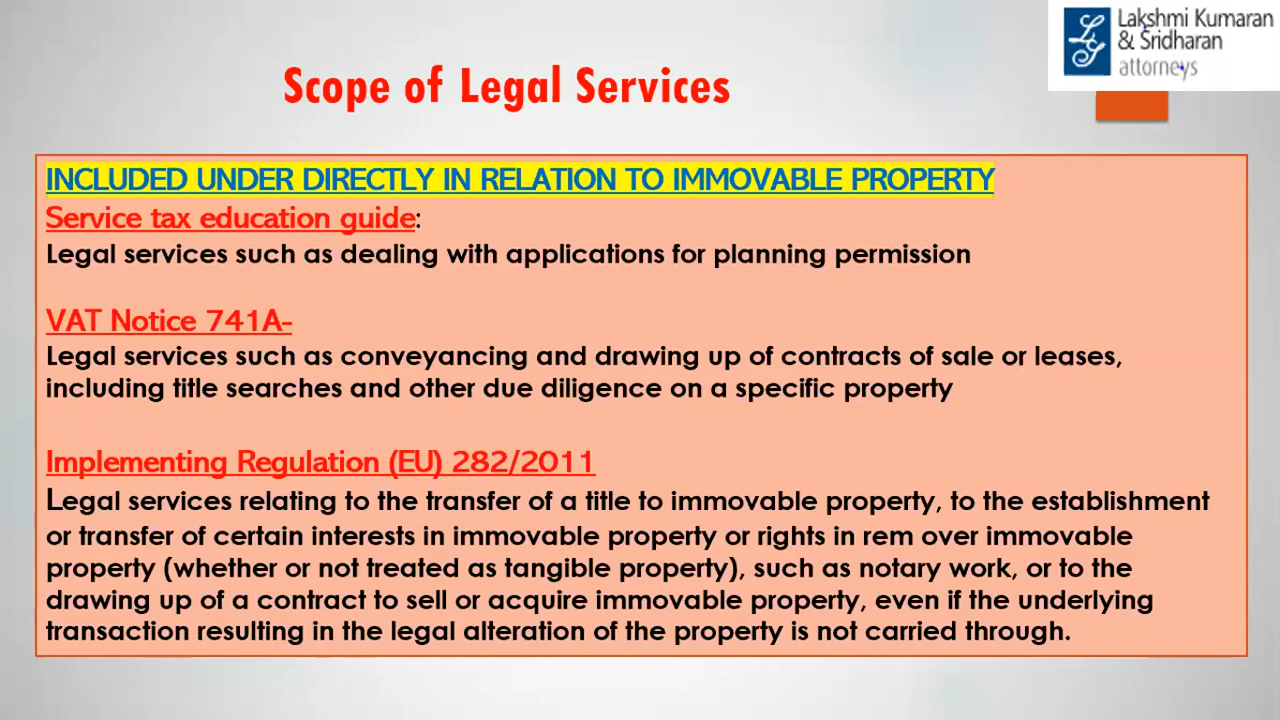 Lakshmi Kumaran
& Sridharan
attorneys
Scope of Legal Services
INCLUDED UNDER DIRECTLY IN RELATION TO IMMOVABLE PROPERTY
Service tax education guide:
Legal services such as dealing with applications for planning permission
VAT Notice 741A-
Legal services such as conveyancing and drawing up of contracts of sale or leases,
including title searches and other due diligence on a specific property
Implementing Regulation (EU) 282/2011
Legal services relating to the transfer of a title to immovable property, to the establishment
or transfer of certain interests in immovable property or rights in rem over immovable
property (whether or not treated as tangible property), such as notary work, or to the
drawing up of a contract to sell or acquire immovable property, even if the underlying
transaction resulting in the legal alteration of the property is not carried through.